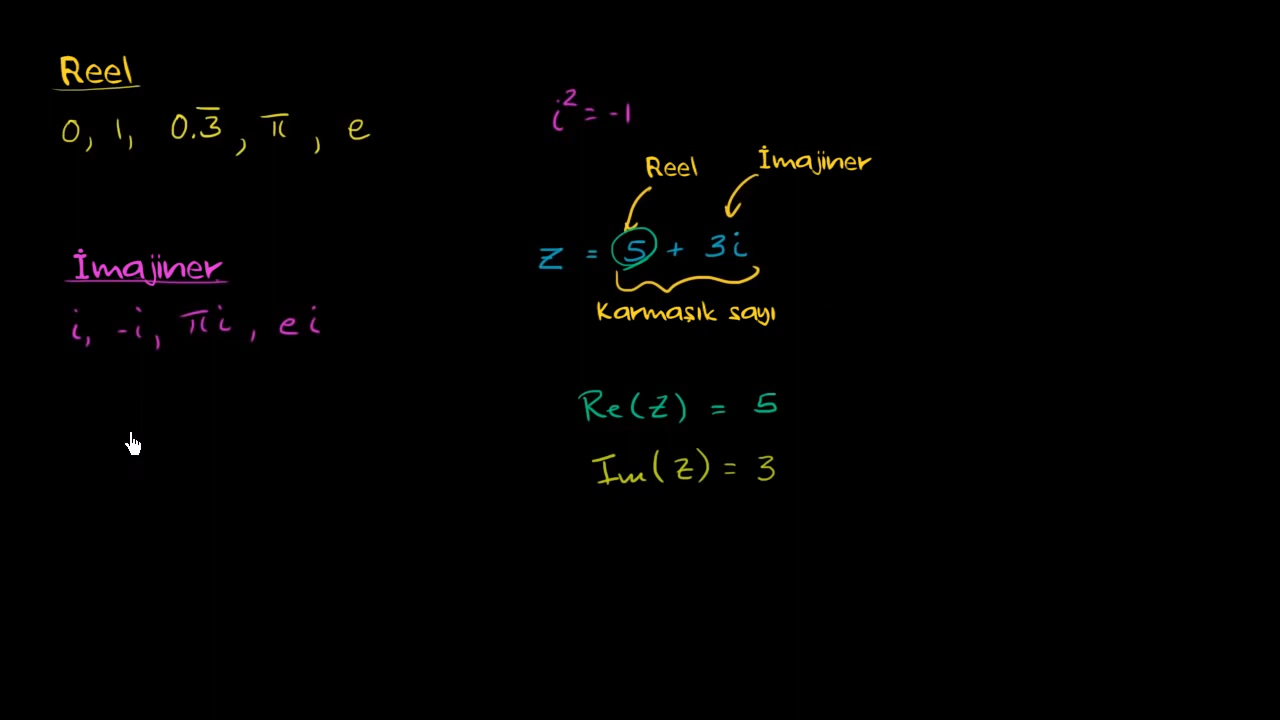 Reel
0, 1, 0.3̅, π, e
İmajiner
i, -i, πi, ei
i² = -1
Reel
İmajiner
z = 5 + 3i
Karmaşık sayı
Re(z) = 5
Im(z) = 3